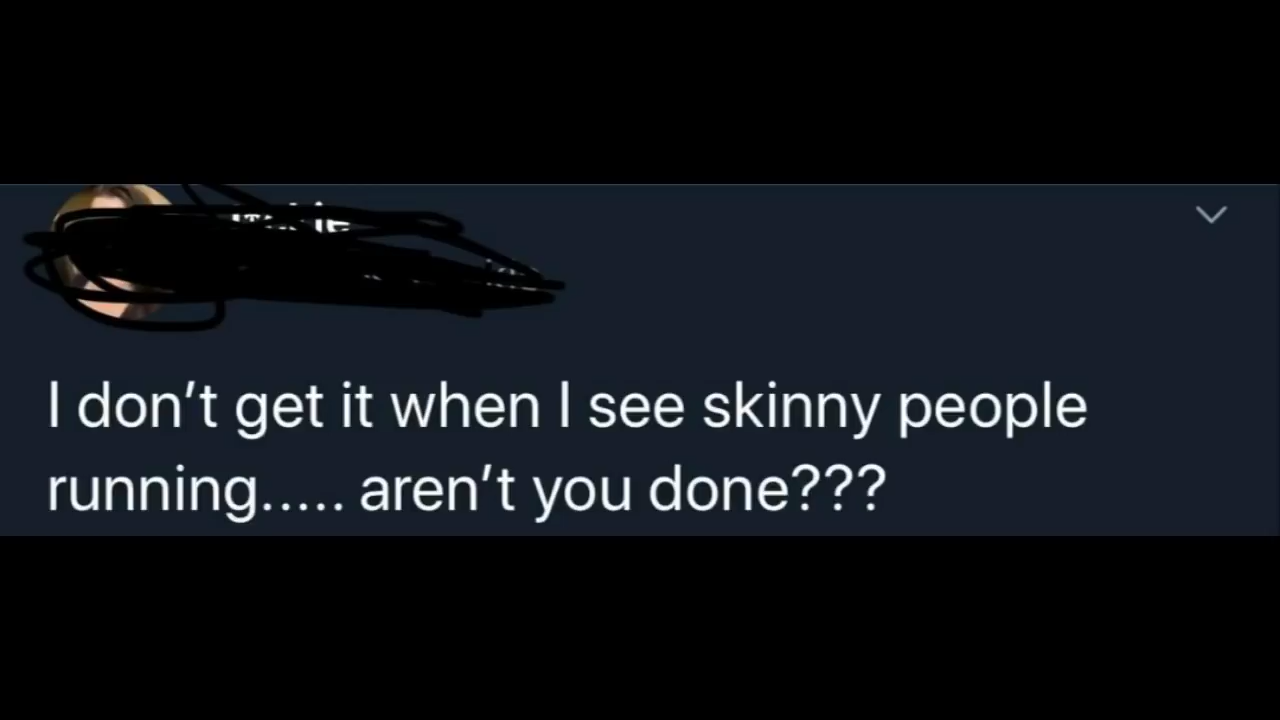 I don’t get it when I see skinny people
running..... aren’t you done???